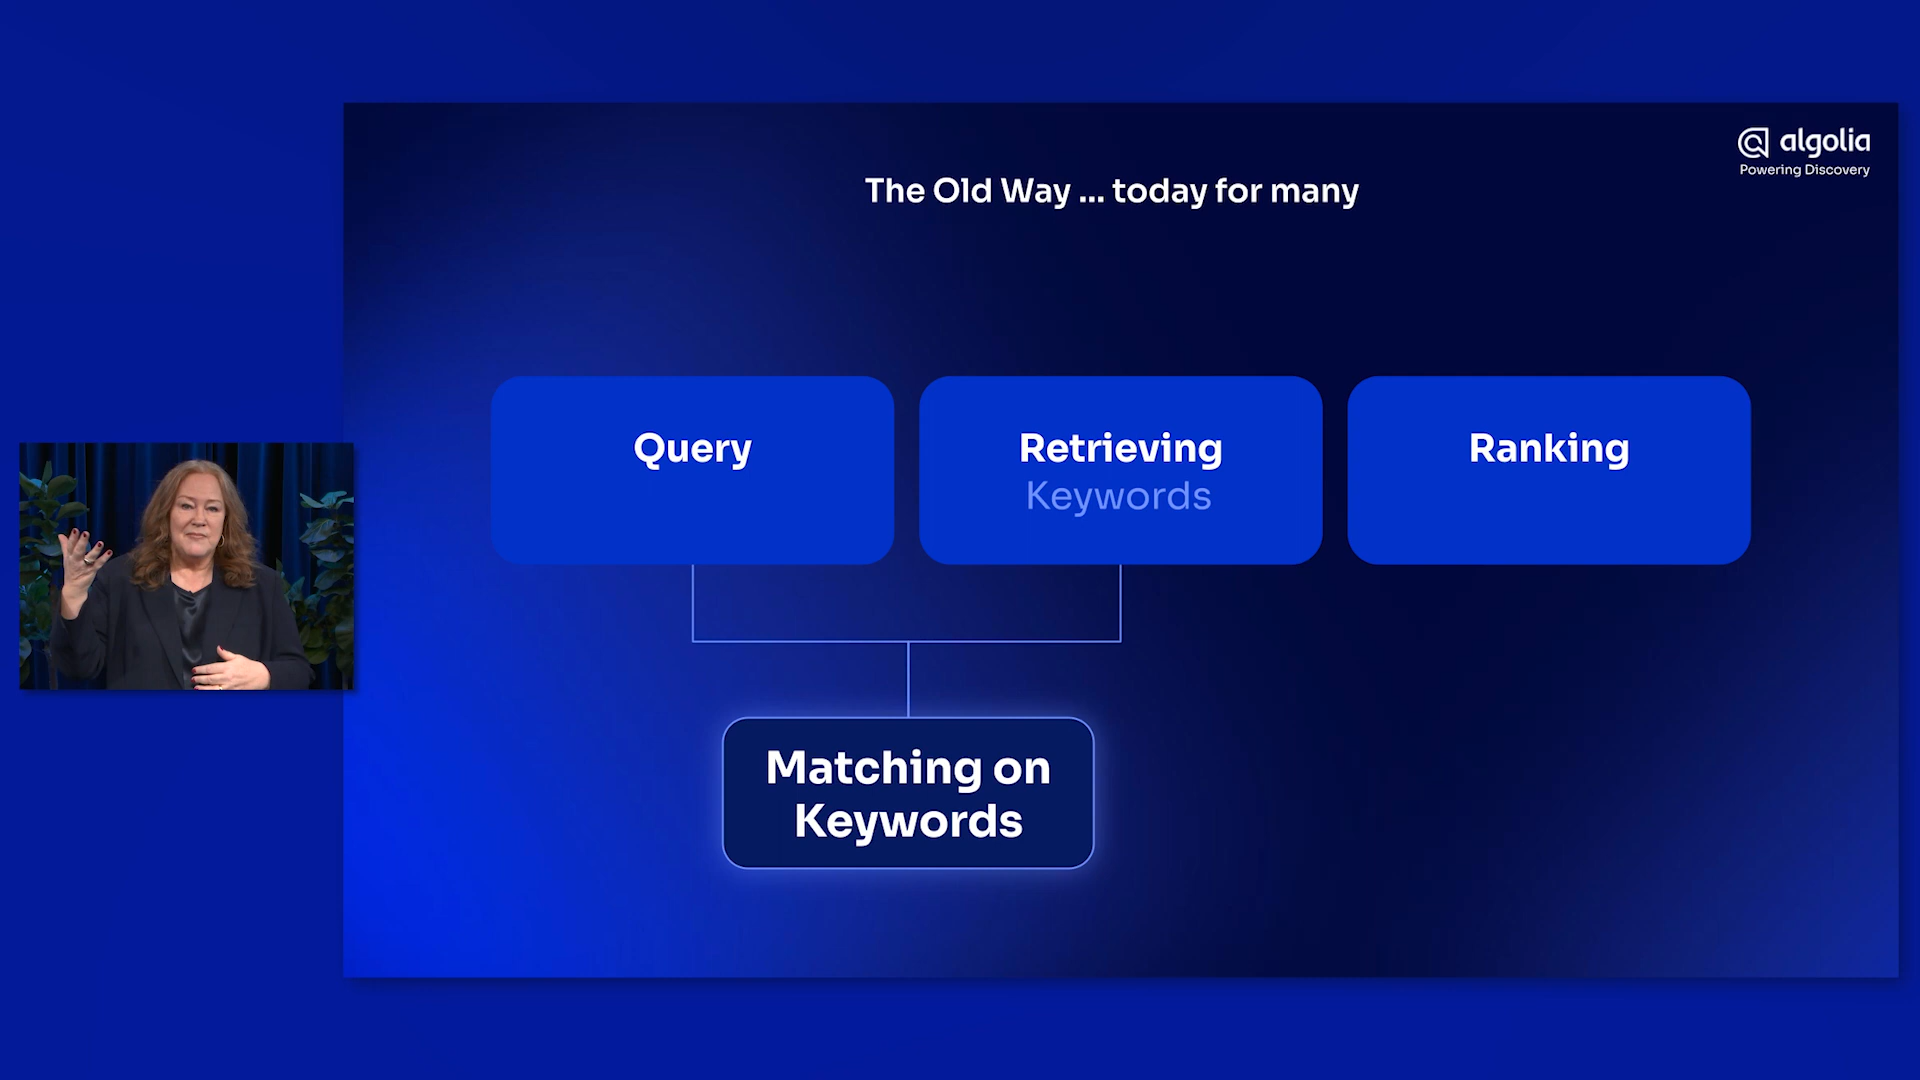 algolia
Powering Discovery
The Old Way ... today for many
Query
Retrieving
Keywords
Ranking
Matching on
Keywords